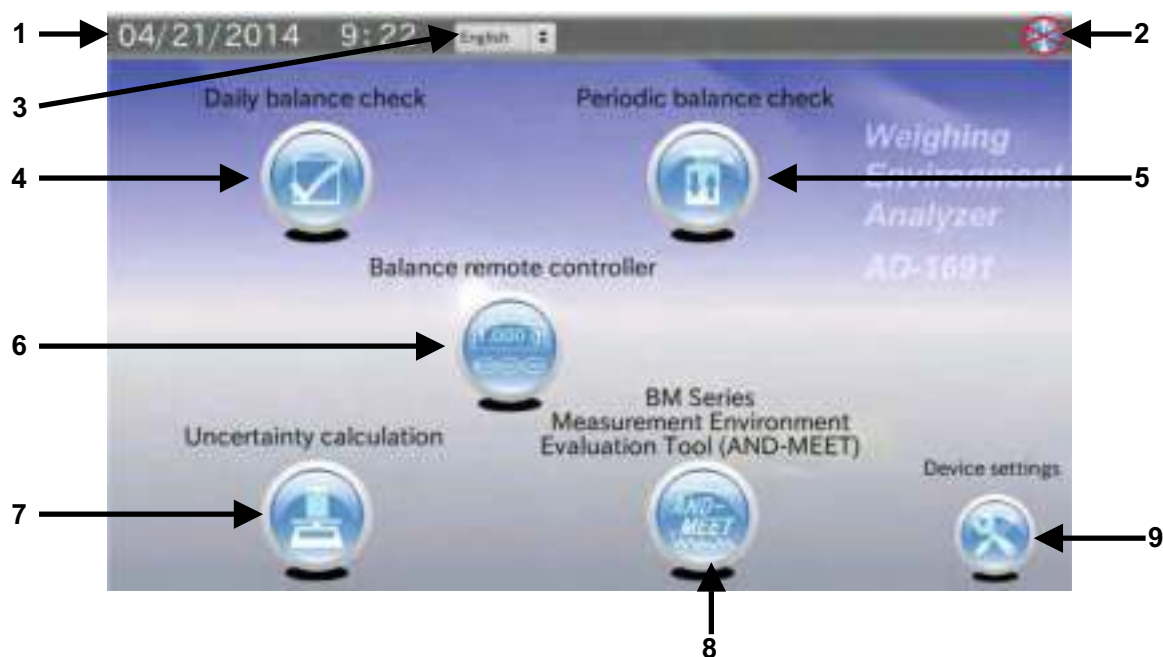 1
04/21/2014 9:22
English
2
3
Daily balance check
Periodic balance check
4
5
Weighing
Environment
Analyzer
AD-1691
Balance remote controller
6
BM Series
Measurement Environment
Evaluation Tool (AND-MEET)
Uncertainty calculation
Device settings
7
AND-
MEET
9
8